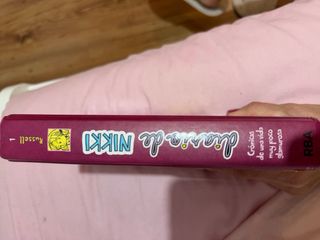 RBA
Crónicas
de una vida
muy poco
glamurosa
diario de
NIKKI
Russell
1